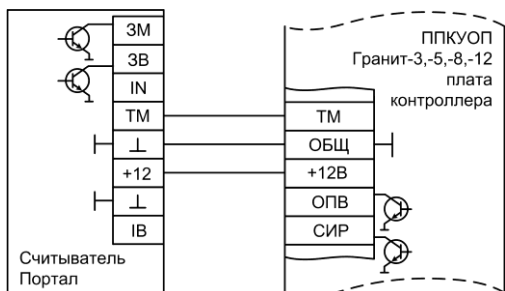 ЗМ
ЗВ
IN
ТМ
⊥
+12
⊥
IB
Считыватель
Портал
ППКУОП
Гранит-3,-5,-8,-12
плата
контроллера
ТМ
ОБЩ
+12В
ОПВ
СИР